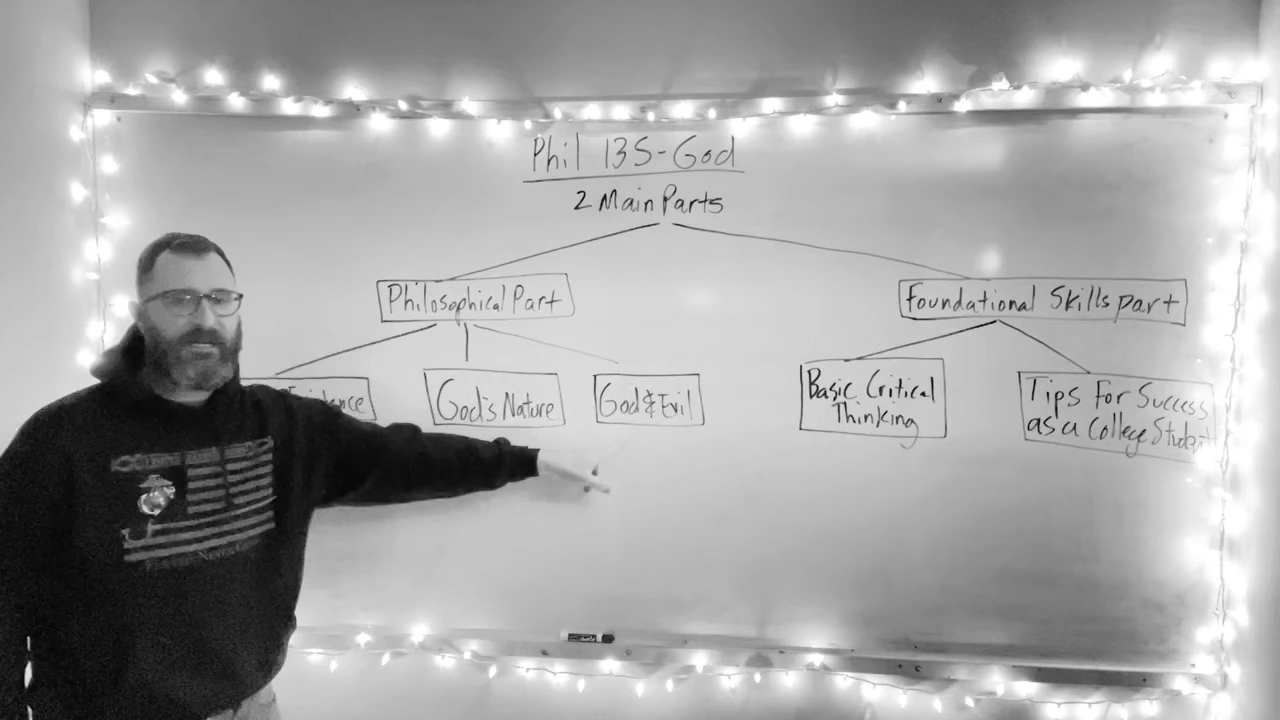 Phil 135-God
2 Main Parts
Philosophical Part
Foundational Skills part
God's Nature
God & Evil
Basic Critical
Thinking
Tips For Success
as a College Student